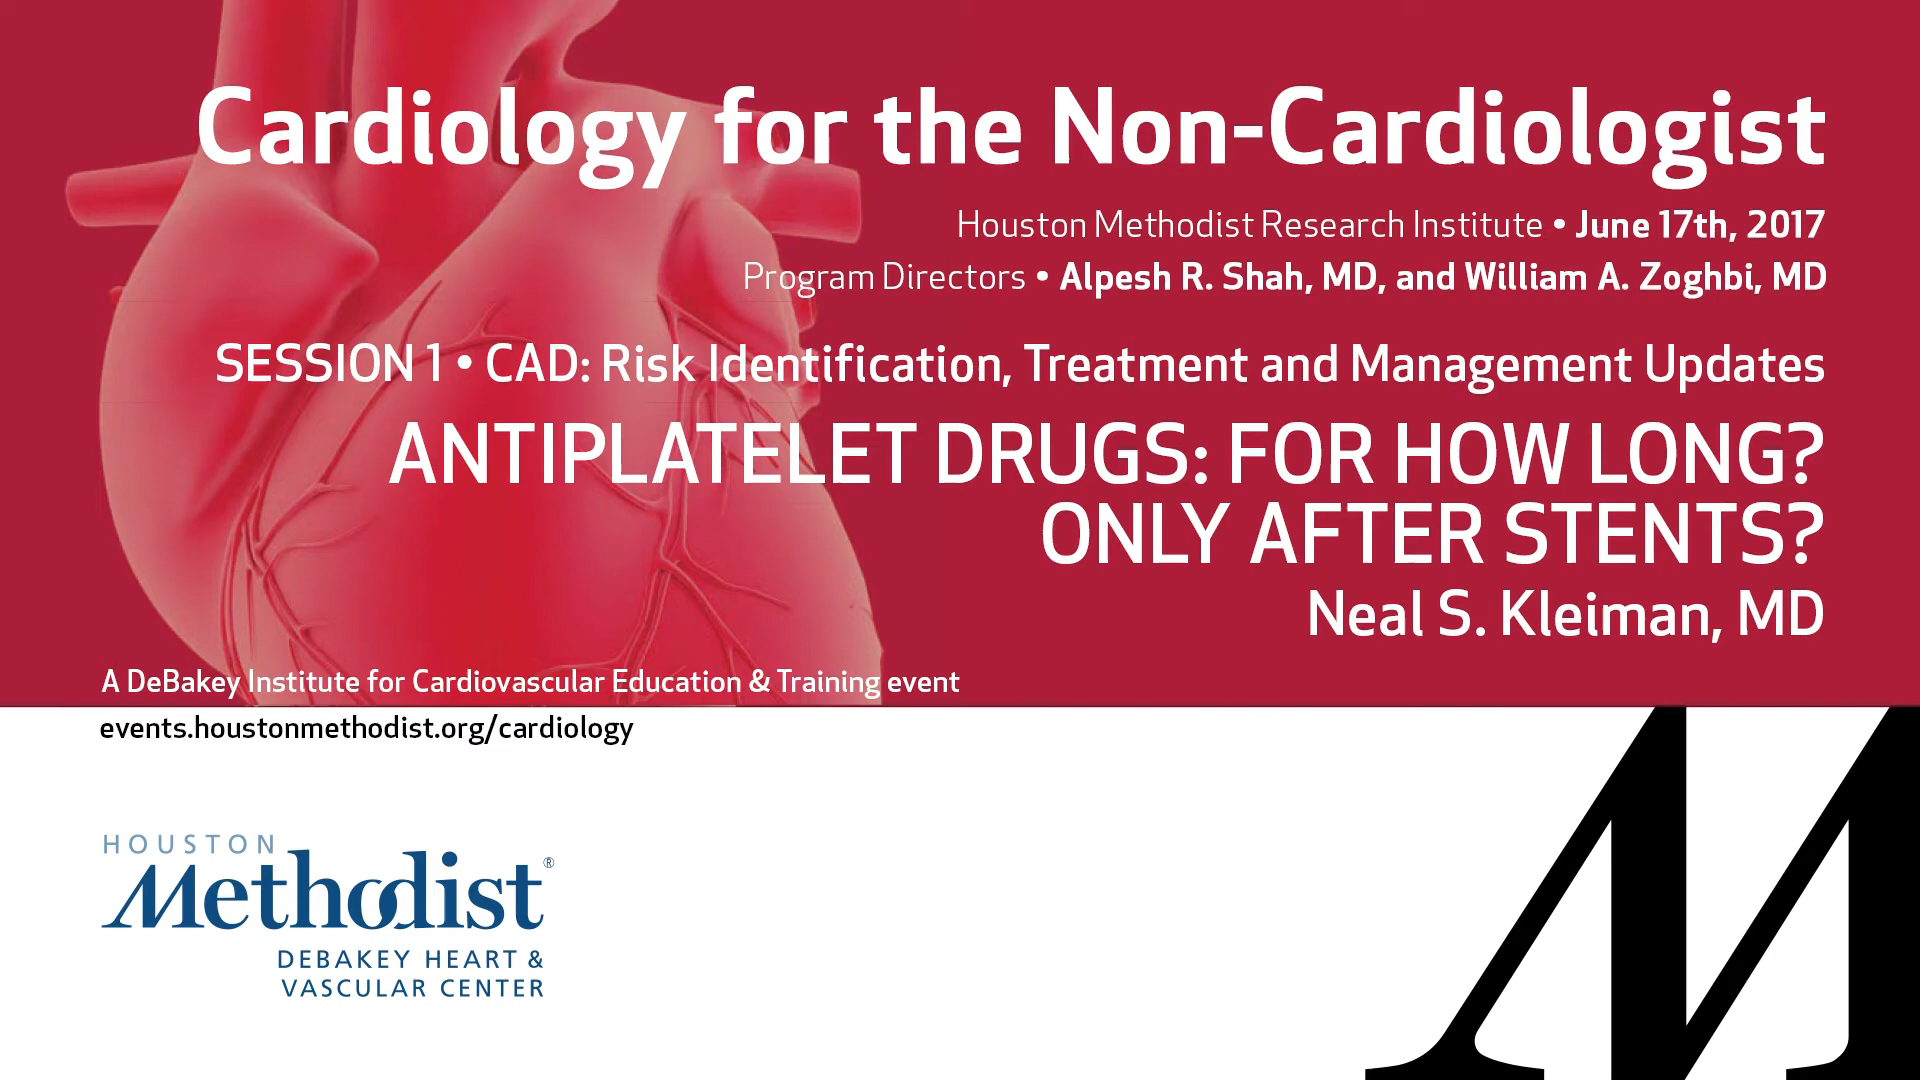 Cardiology for the Non-Cardiologist
Houston Methodist Research Institute • June 17th, 2017
Program Directors • Alpesh R. Shah, MD, and William A. Zoghbi, MD
SESSION 1 • CAD: Risk Identification, Treatment and Management Updates
ANTIPLATELET DRUGS: FOR HOW LONG?
ONLY AFTER STENTS?
Neal S. Kleiman, MD
A DeBakey Institute for Cardiovascular Education & Training event
events.houstonmethodist.org/cardiology
HOUSTON
Methodist®
DEBAKEY HEART &
VASCULAR CENTER
M